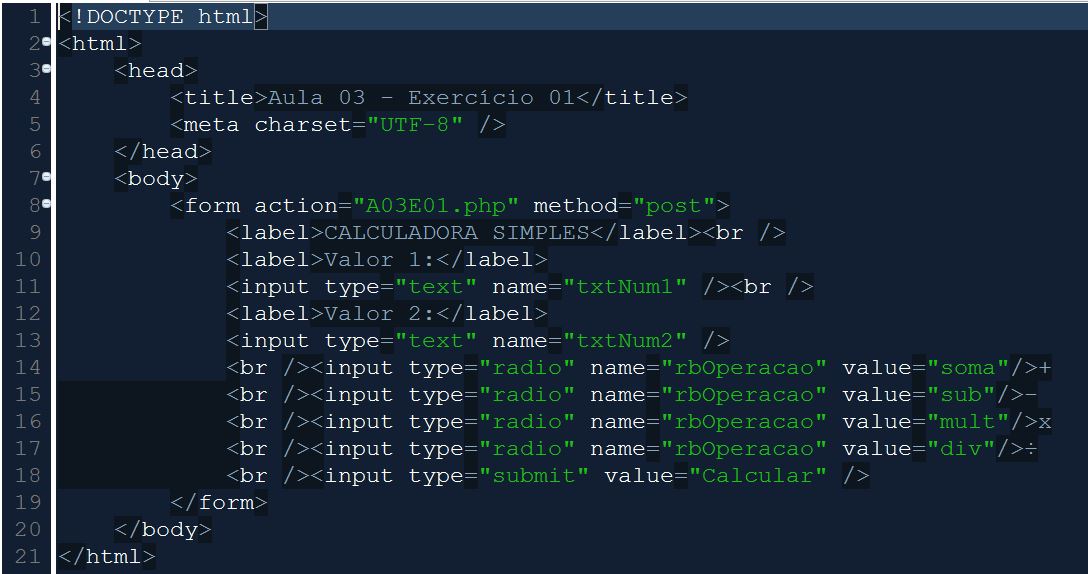 1 <!DOCTYPE html>
2 <html>
3     <head>
4         <title>Aula 03 - Exercício 01</title>
5         <meta charset="UTF-8" />
6     </head>
7     <body>
8         <form action="A03E01.php" method="post">
9             <label>CALCULADORA SIMPLES</label><br />
10             <label>Valor 1:</label>
11             <input type="text" name="txtNum1" /><br />
12             <label>Valor 2:</label>
13             <input type="text" name="txtNum2" />
14             <br /><input type="radio" name="rbOperacao" value="soma"/>+
15             <br /><input type="radio" name="rbOperacao" value="sub"/>-
16             <br /><input type="radio" name="rbOperacao" value="mult"/>x
17             <br /><input type="radio" name="rbOperacao" value="div"/>÷
18             <br /><input type="submit" value="Calcular" />
19         </form>
20     </body>
21 </html>